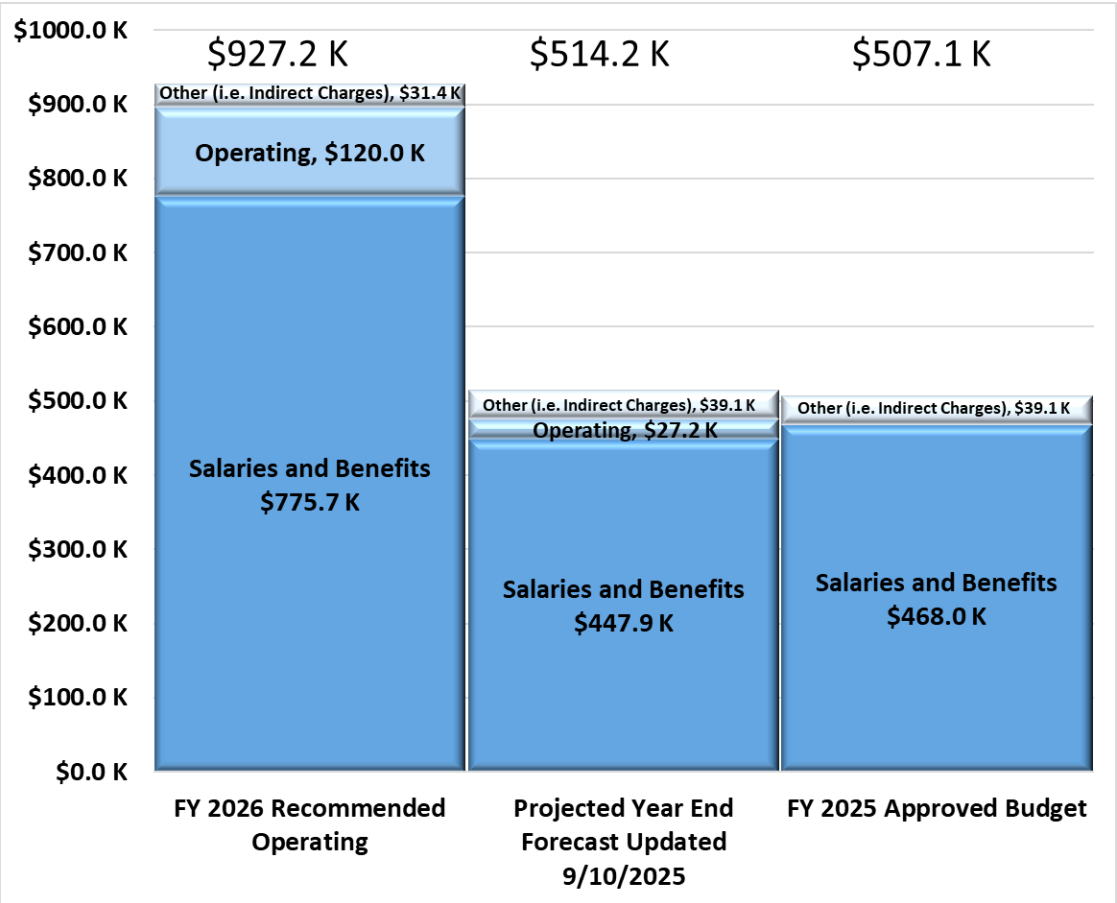 $1000.0 K
$900.0 K
$800.0 K
$700.0 K
$600.0 K
$500.0 K
$400.0 K
$300.0 K
$200.0 K
$100.0 K
$0.0 K
$927.2 K
Other (i.e. Indirect Charges), $31.4 K
Operating, $120.0 K
Salaries and Benefits
$775.7 K
FY 2026 Recommended
Operating
$514.2 K
Other (i.e. Indirect Charges), $39.1 K
Operating, $27.2 K
Salaries and Benefits
$447.9 K
Projected Year End
Forecast Updated
9/10/2025
$507.1 K
Other (i.e. Indirect Charges), $39.1 K
Salaries and Benefits
$468.0 K
FY 2025 Approved Budget